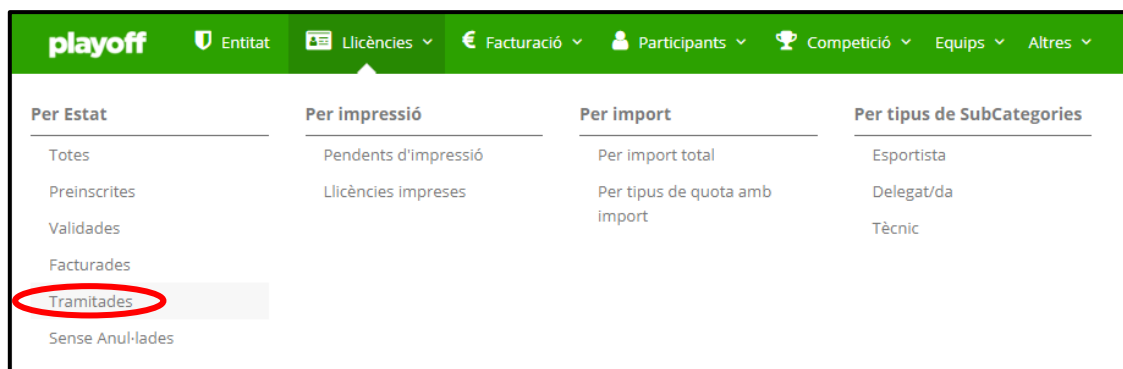 playoff Entitat Llicències € Facturació Participants Competició Equips Altres
Per Estat
Totes
Preinscrites
Validades
Facturades
Tramitades
Sense Anul·lades
Per impressió
Pendents d'impressió
Llicències impreses
Per import
Per import total
Per tipus de quota amb
import
Per tipus de SubCategories
Esportista
Delegat/da
Tècnic